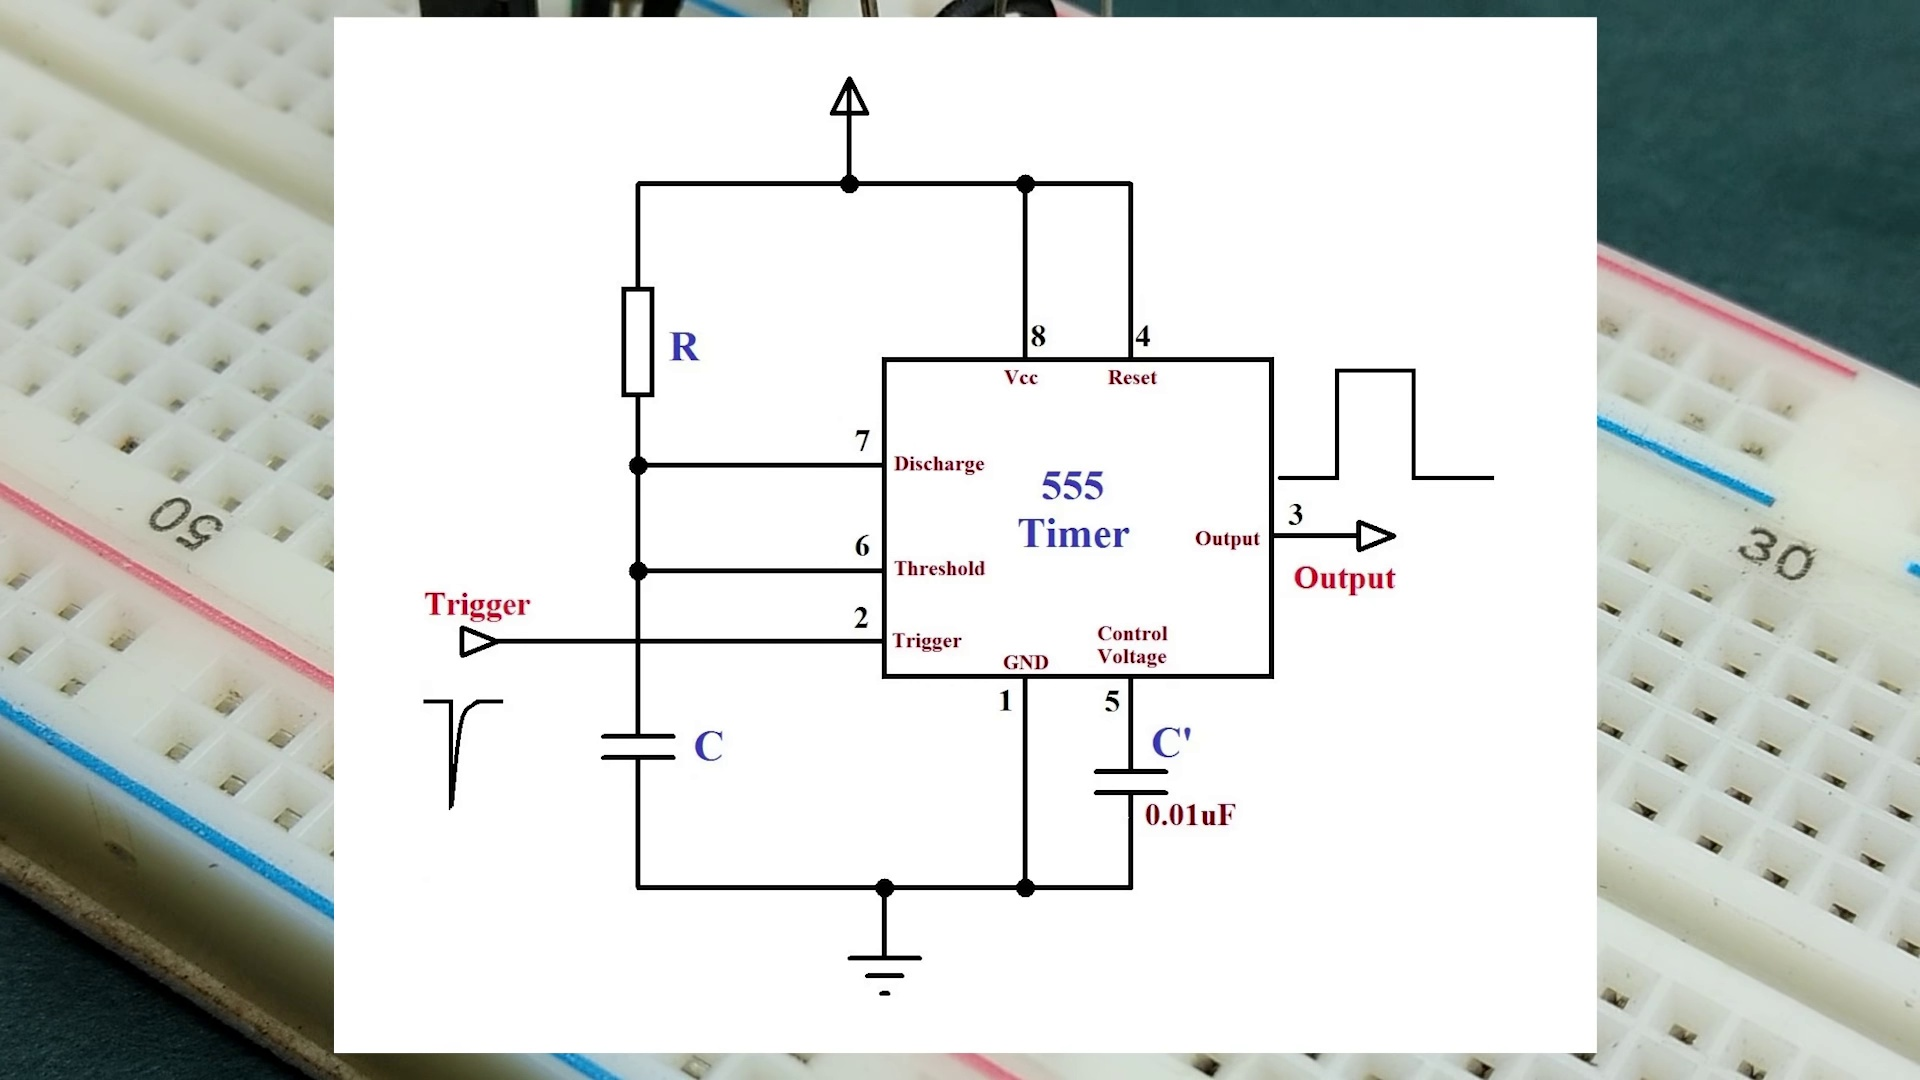 R
8
4
Vcc
Reset
7
Discharge
555
Timer
6
Threshold
3
Output
Output
Trigger
2
Trigger
Control
Voltage
GND
1
5
C
C'
0.01uF
50
30